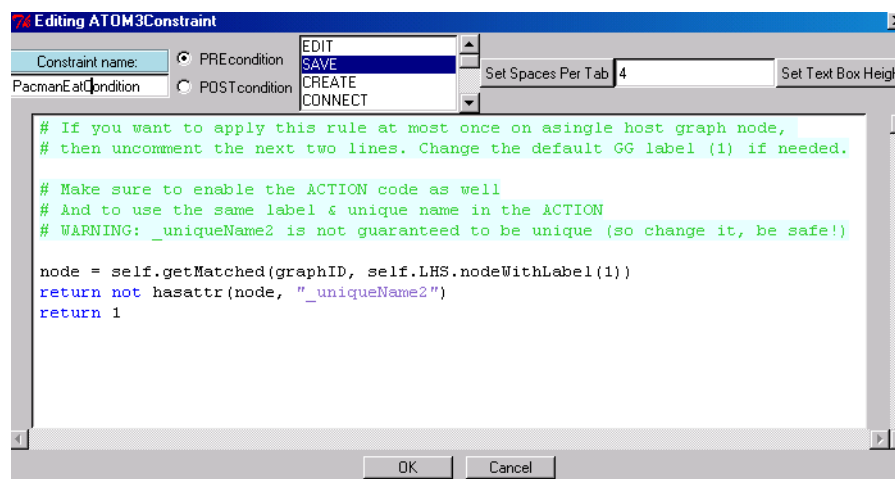 Editing ATOM3Constraint
Constraint name:
PacmanEatCondition
PREcondition
POSTcondition
EDIT
SAVE
CREATE
CONNECT
Set Spaces Per Tab 4
Set Text Box Heigh
# If you want to apply this rule at most once on asingle host graph node,
# then uncomment the next two lines. Change the default GG label (1) if needed.
# Make sure to enable the ACTION code as well
# And to use the same label & unique name in the ACTION
# WARNING: _uniqueName2 is not guaranteed to be unique (so change it, be safe!)
node = self.getMatched(graphID, self.LHS.nodeWithLabel(1))
return not hasattr(node, "_uniqueName2")
return 1
OK Cancel